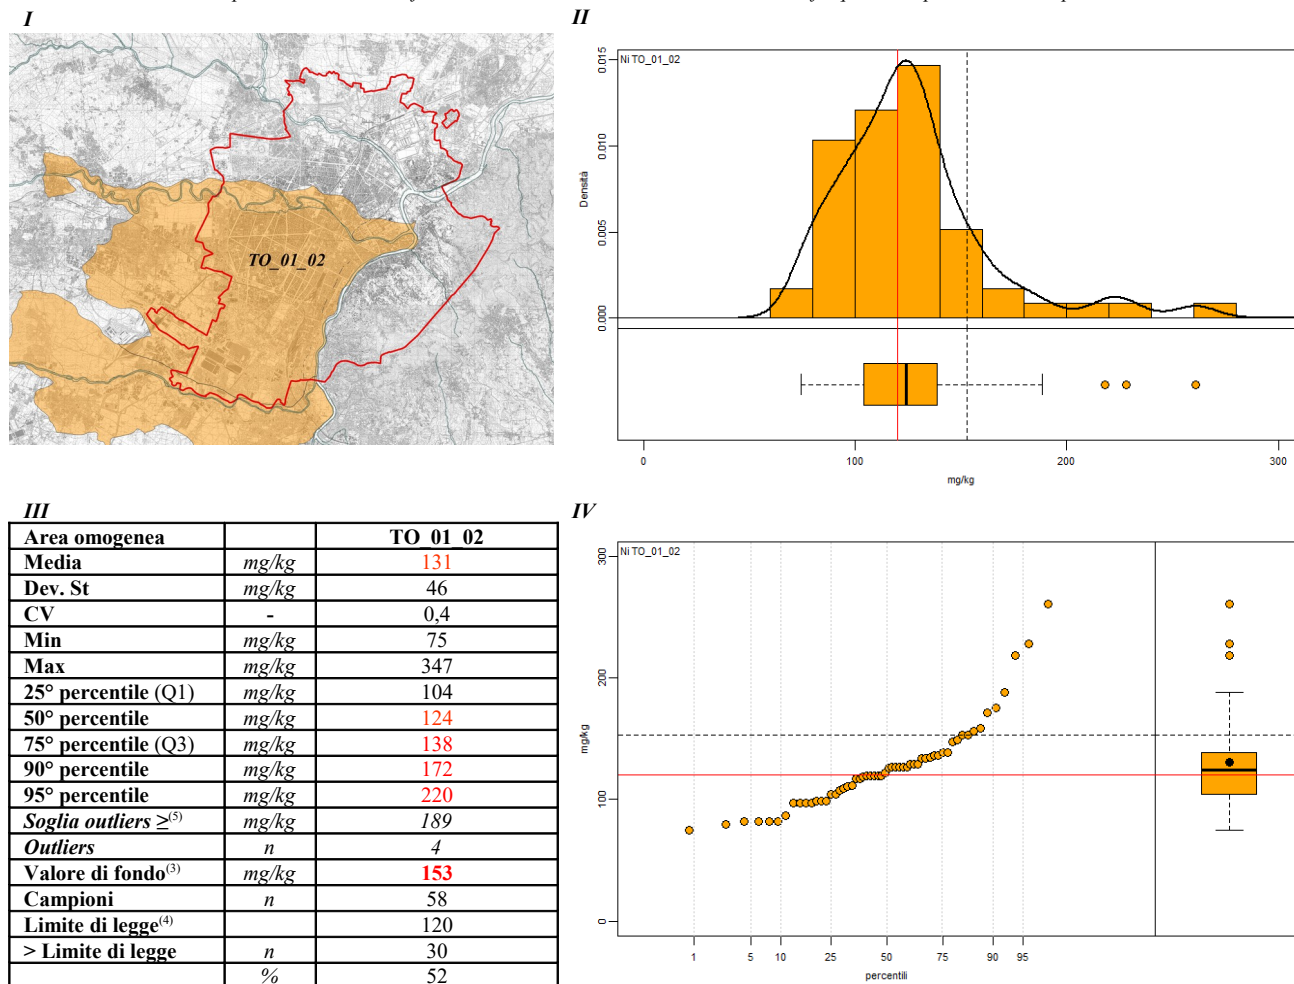 I
TO_01_02
II
Ni TO_01_02
0.015
0.010
0.005
0.000
Densità
0
100
200
300
mg/kg
III
Area omogenea TO_01_02
Media mg/kg 131
Dev. St mg/kg 46
CV - 0,4
Min mg/kg 75
Max mg/kg 347
25° percentile (Q1) mg/kg 104
50° percentile mg/kg 124
75° percentile (Q3) mg/kg 138
90° percentile mg/kg 172
95° percentile mg/kg 220
Soglia outliers ≥(5) mg/kg 189
Outliers n 4
Valore di fondo(3) mg/kg 153
Campioni n 58
Limite di legge(4) 120
> Limite di legge n 30
% 52
IV
Ni TO_01_02
300
200
100
0
mg/kg
1 5 10 25 50 75 90 95
percentili